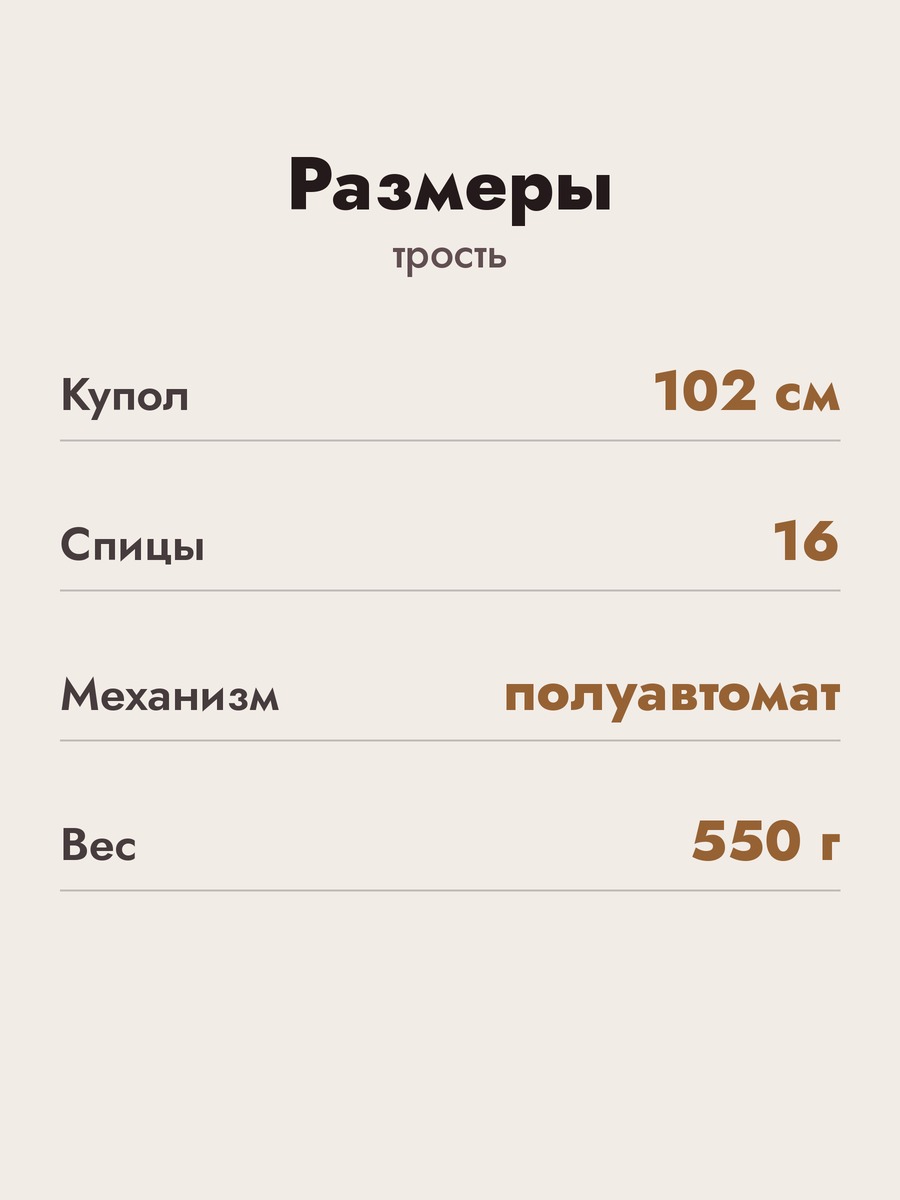 Размеры
трость
Купол 102 см
Спицы 16
Механизм полуавтомат
Вес 550 г